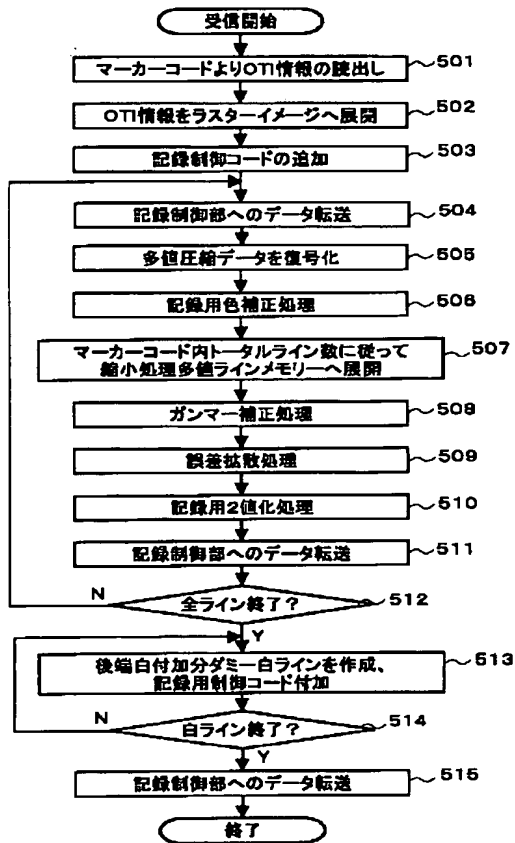 受信開始
マーカーコードよりOTI情報の読出し
501
OTI情報をラスターイメージへ展開
502
記録制御コードの追加
503
記録制御部へのデータ転送
504
多値圧縮データを復号化
505
記録用色補正処理
506
マーカーコード内トータルライン数に従って
縮小処理多値ラインメモリーへ展開
507
ガンマー補正処理
508
誤差拡散処理
509
記録用2値化処理
510
記録制御部へのデータ転送
511
N
全ライン終了?
512
Y
後端白付加分ダミー白ラインを作成、
記録用制御コード付加
513
N
白ライン終了?
514
Y
記録制御部へのデータ転送
515
終了